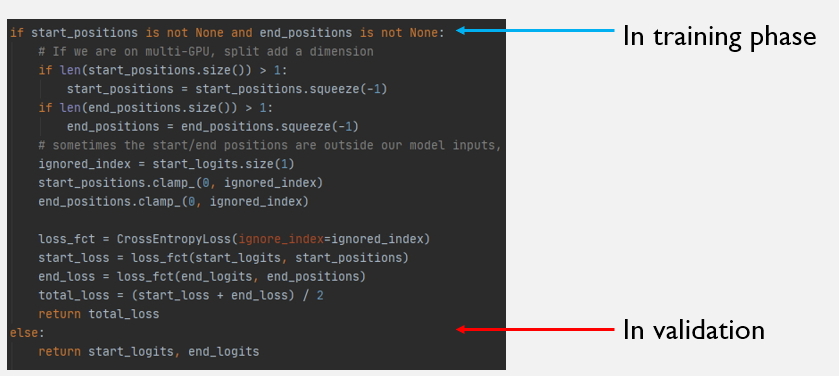 if start_positions is not None and end_positions is not None:
In training phase
# If we are on multi-GPU, split add a dimension
if len(start_positions.size()) > 1:
start_positions = start_positions.squeeze(-1)
if len(end_positions.size()) > 1:
end_positions = end_positions.squeeze(-1)
# sometimes the start/end positions are outside our model inputs,
ignored_index = start_logits.size(1)
start_positions.clamp_(0, ignored_index)
end_positions.clamp_(0, ignored_index)
loss_fct = CrossEntropyLoss(ignore_index=ignored_index)
start_loss = loss_fct(start_logits, start_positions)
end_loss = loss_fct(end_logits, end_positions)
total_loss = (start_loss + end_loss) / 2
return total_loss
else:
In validation
return start_logits, end_logits